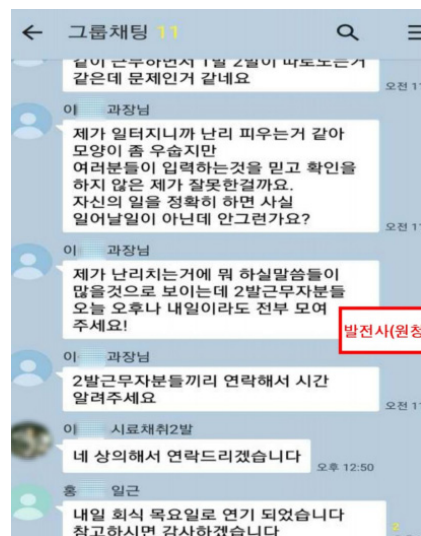 그룹채팅 11
같이 근무하면서 1발 2발이 따로노는거
같은데 문제인거 같네요
오전 11
이 과장님
제가 일터지니까 난리 피우는거 같아
모양이 좀 우습지만
여러분들이 입력하는것을 믿고 확인을
하지 않은 제가 잘못한걸까요.
자신의 일을 정확히 하면 사실
일어날일이 아닌데 안그런가요?
오전 11
이 과장님
제가 난리치는거에 뭐 하실말씀들이
많을것으로 보이는데 2발근무자분들
오늘 오후나 내일이라도 전부 모여
주세요!
발전사(원청
이 과장님
2발근무자분들끼리 연락해서 시간
알려주세요
오전 11
이 시료채취2발
네 상의해서 연락드리겠습니다
오후 12:50
홍 일근
내일 회식 목요일로 연기 되었습니다
참고하시면 감사하겠습니다
2